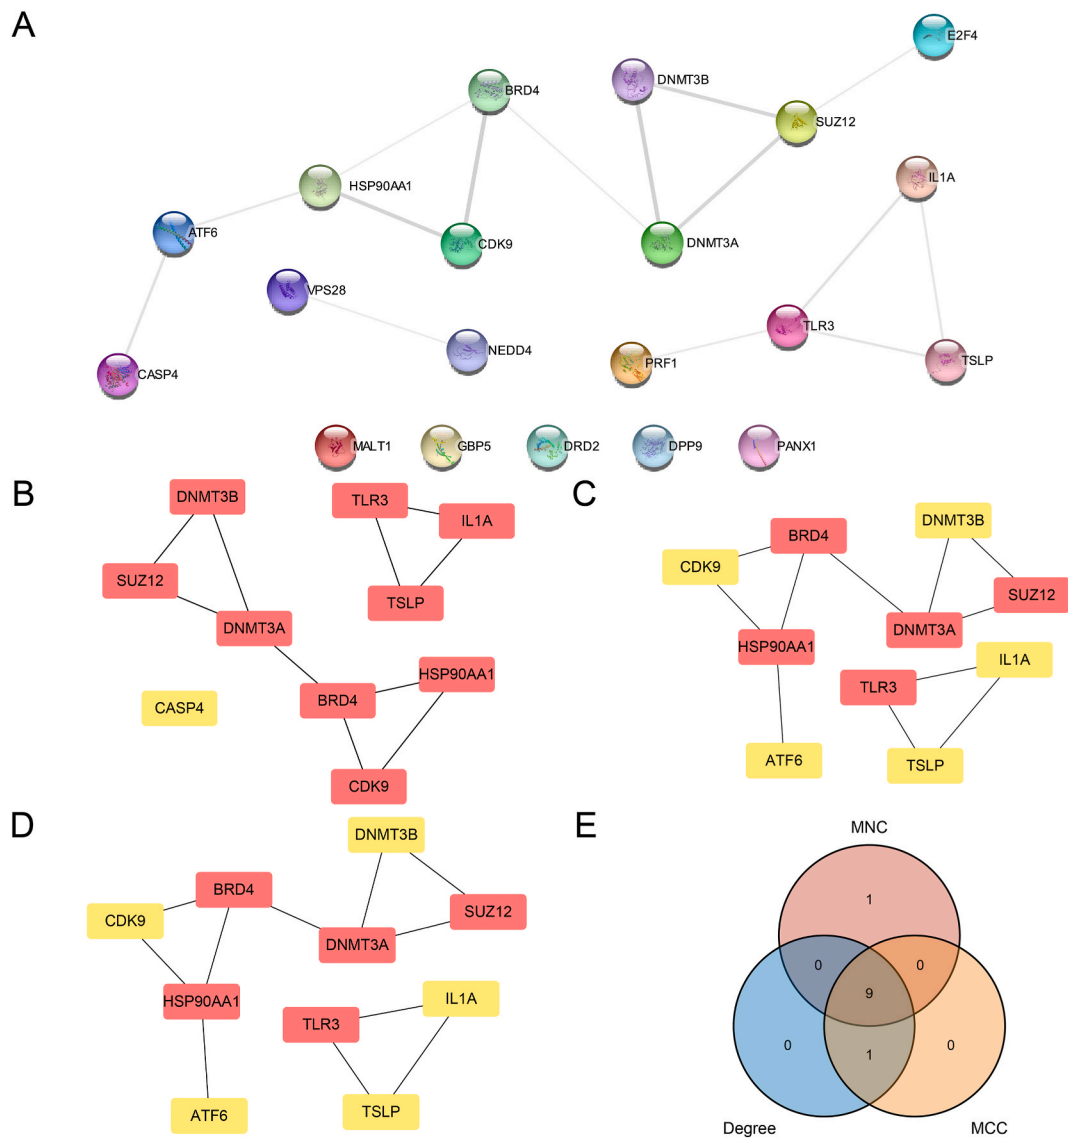 A
E2F4
DNMT3B
BRD4
SUZ12
IL1A
HSP90AA1
ATF6
CDK9
DNMT3A
VPS28
TLR3
NEDD4
PRF1
TSLP
CASP4
MALT1
GBP5
DRD2
DPP9
PANX1
B
DNMT3B
TLR3
IL1A
SUZ12
TSLP
DNMT3A
HSP90AA1
BRD4
CASP4
CDK9
C
DNMT3B
BRD4
CDK9
SUZ12
DNMT3A
HSP90AA1
IL1A
TLR3
ATF6
TSLP
D
DNMT3B
BRD4
CDK9
SUZ12
DNMT3A
HSP90AA1
IL1A
TLR3
ATF6
TSLP
E
MNC
1
0
0
9
0
1
0
Degree
MCC